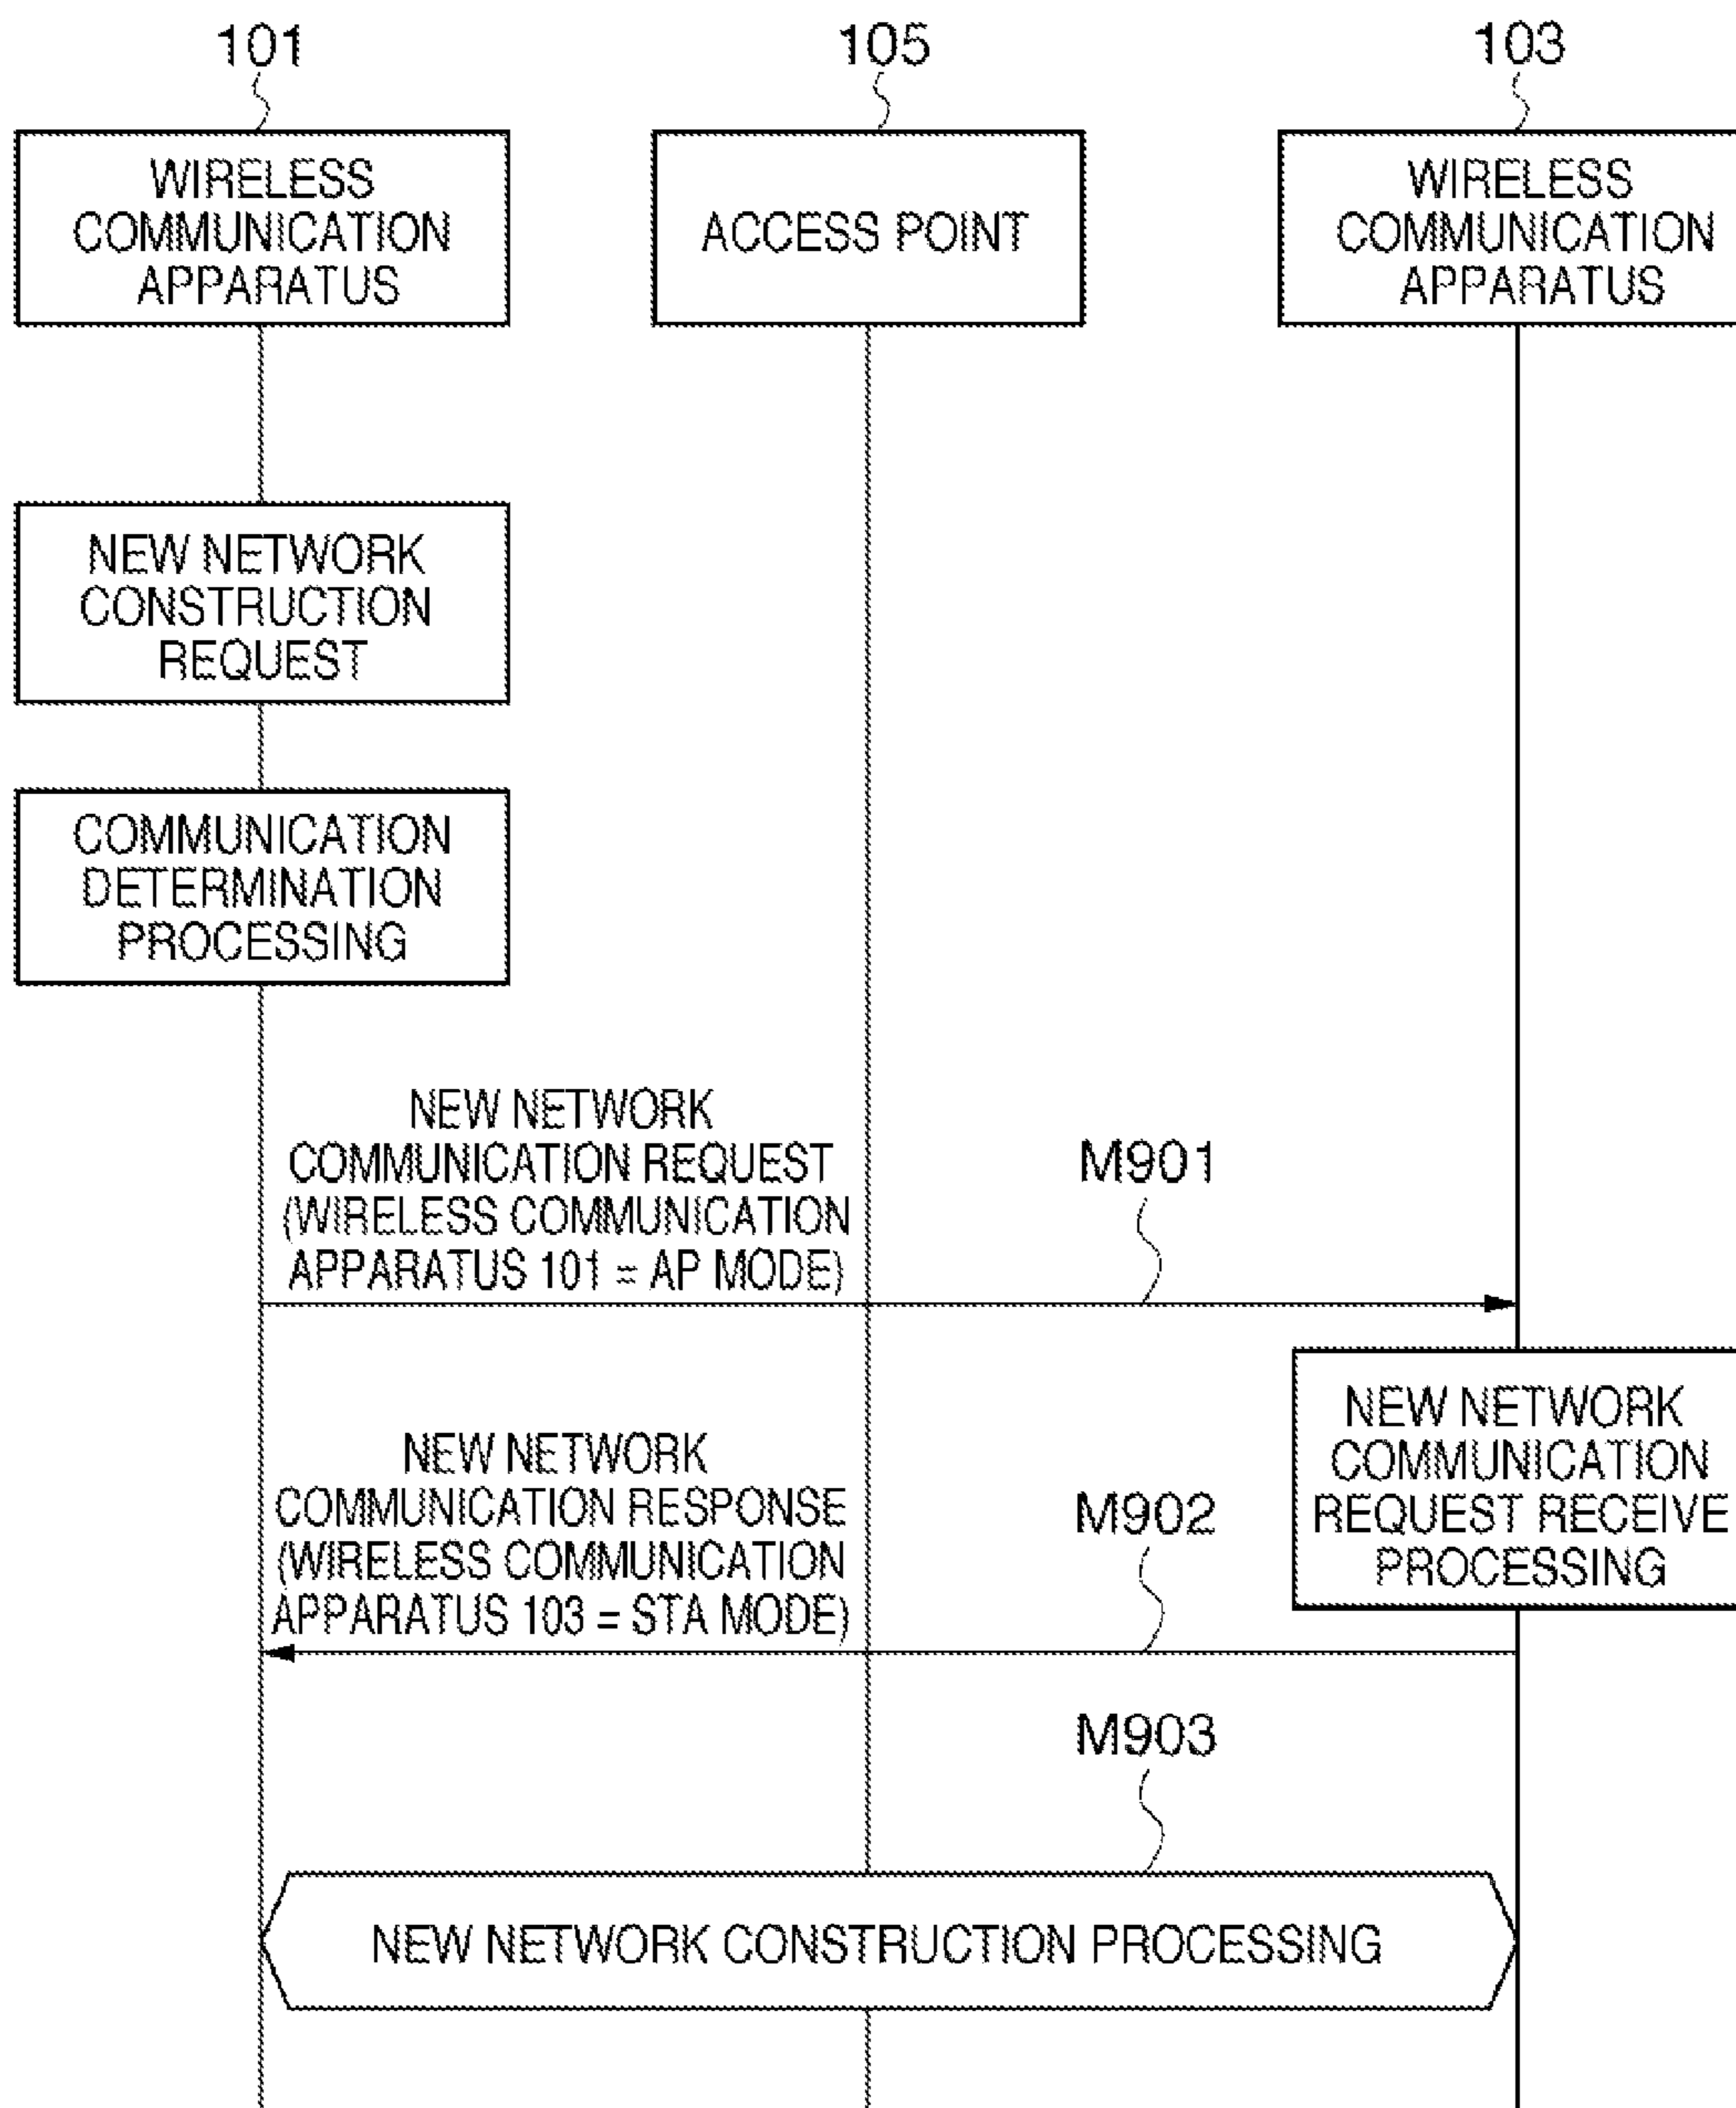 101
105
103
WIRELESS
COMMUNICATION
APPARATUS
ACCESS POINT
WIRELESS
COMMUNICATION
APPARATUS
NEW NETWORK
CONSTRUCTION
REQUEST
COMMUNICATION
DETERMINATION
PROCESSING
NEW NETWORK
COMMUNICATION REQUEST
(WIRELESS COMMUNICATION
APPARATUS 101 = AP MODE)
M901
NEW NETWORK
COMMUNICATION
REQUEST RECEIVE
PROCESSING
NEW NETWORK
COMMUNICATION RESPONSE
(WIRELESS COMMUNICATION
APPARATUS 103 = STA MODE)
M902
M903
NEW NETWORK CONSTRUCTION PROCESSING